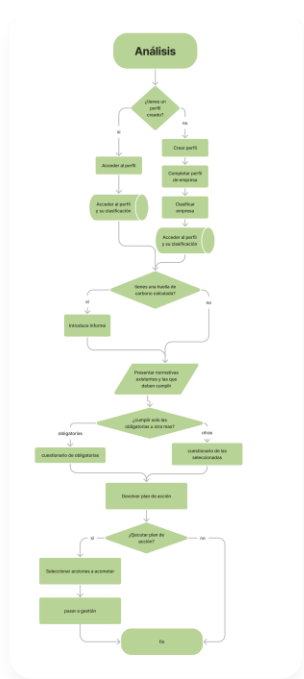 Análisis
¿tienes un
perfil
creado?
si
no
Crear perfil
Acceder al perfil
Completar perfil
de empresa
Acceder al perfil
y su clasificación
Clasificar
empresa
Acceder al perfil
y su clasificación
tienes una huella de
carbono calculada?
si
no
Introduce informe
Presentar normativas
existentes y las que
deben cumplir
¿cumplir solo las
obligatorias u otra mas?
obligatorias
otras
cuestionario de obligatorias
cuestionario de las
seleccionadas
Devolver plan de acción
¿Ejecutar plan de
acción?
si
no
Seleccionar acciones a acometer
pasar a gestión
fin